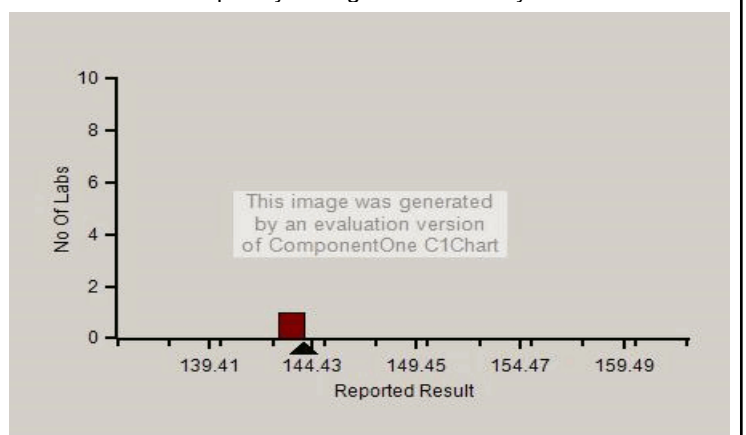 10
8
6
4
2
0
No Of Labs
This image was generated
by an evaluation version
of ComponentOne C1Chart
139.41 144.43 149.45 154.47 159.49
Reported Result